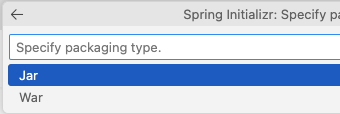 Spring Initializr: Specify pa
Specify packaging type.
Jar
War